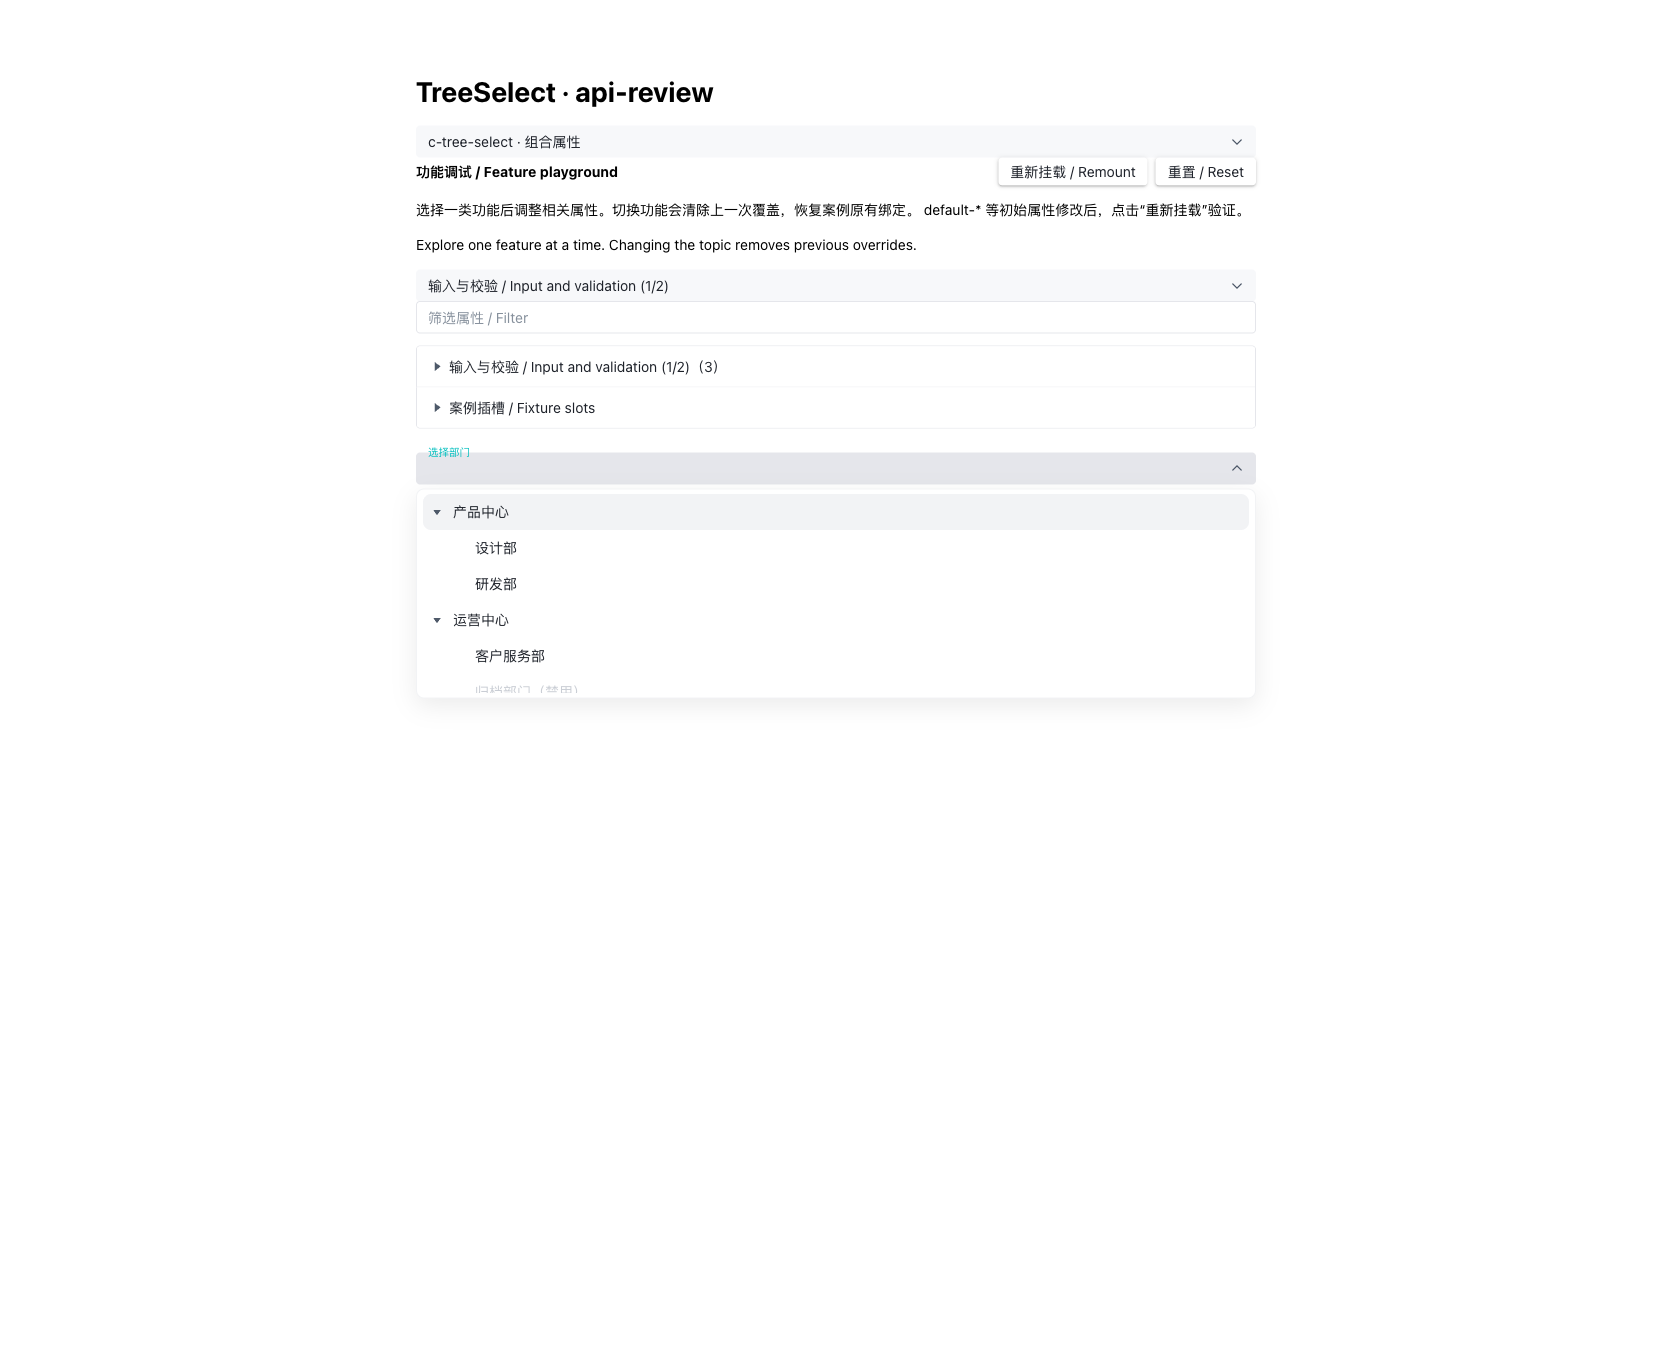 TreeSelect · api-review
c-tree-select · 组合属性
功能调试 / Feature playground
重新挂载 / Remount
重置 / Reset
选择一类功能后调整相关属性。切换功能会清除上一次覆盖，恢复案例原有绑定。 default-* 等初始属性修改后，点击“重新挂载”验证。
Explore one feature at a time. Changing the topic removes previous overrides.
输入与校验 / Input and validation (1/2)
筛选属性 / Filter
输入与校验 / Input and validation (1/2)（3）
案例插槽 / Fixture slots
选择部门
产品中心
设计部
研发部
运营中心
客户服务部
归档部门（禁用）